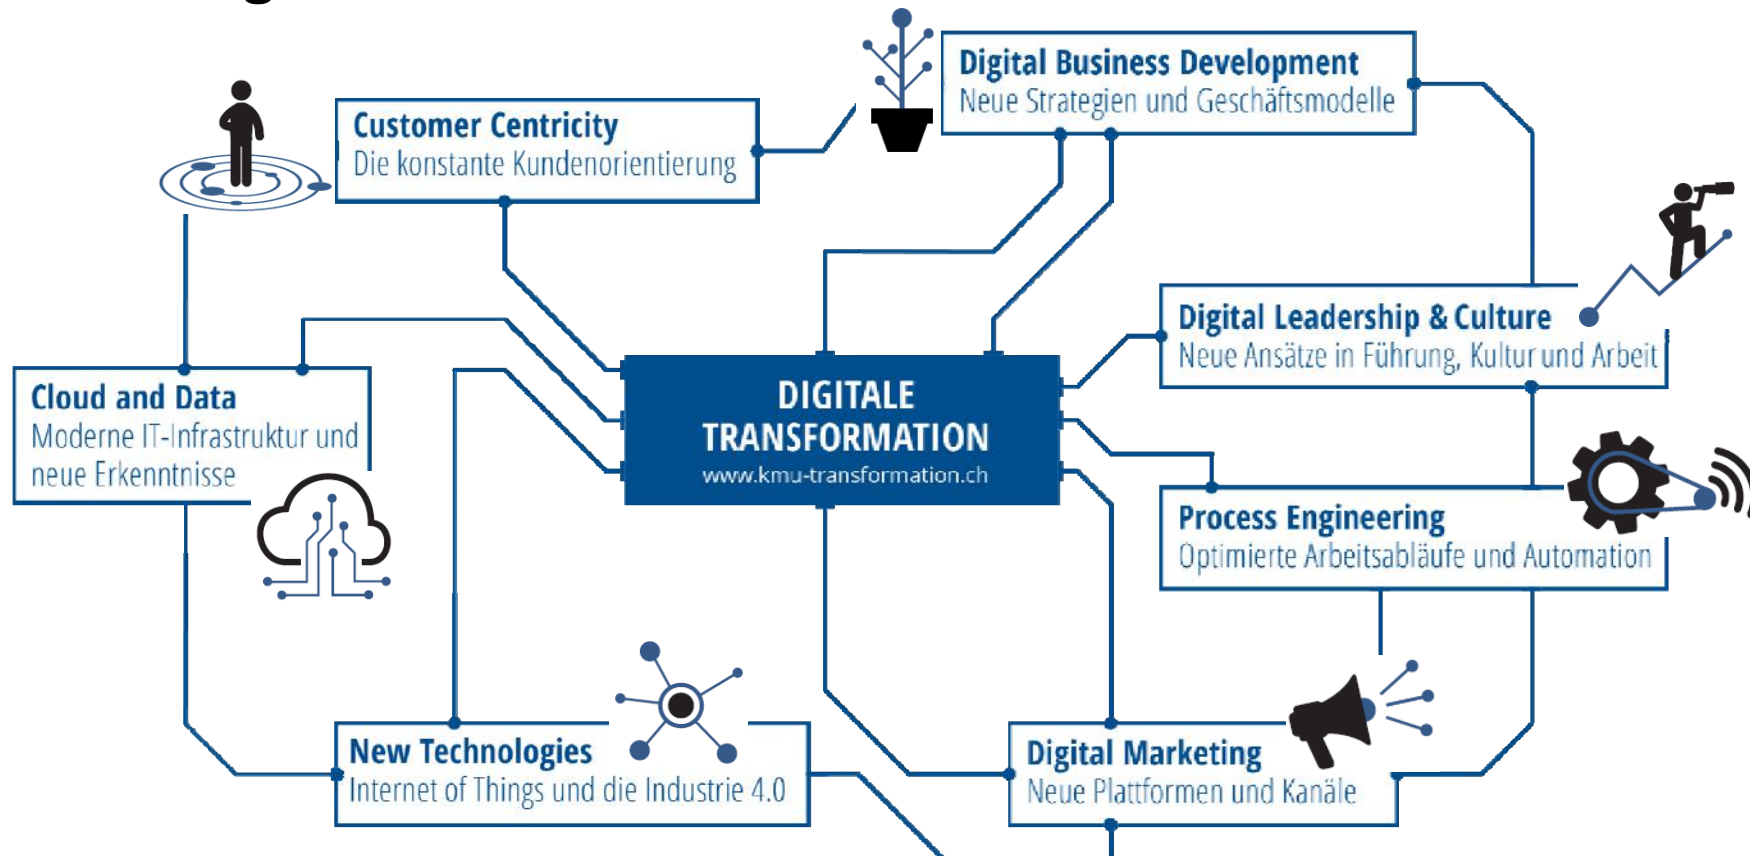 Digital Business Development
Neue Strategien und Geschäftsmodelle
Customer Centricity
Die konstante Kundenorientierung
Digital Leadership & Culture
Neue Ansätze in Führung, Kultur und Arbeit
Cloud and Data
Moderne IT-Infrastruktur und
neue Erkenntnisse
DIGITALE
TRANSFORMATION
www.kmu-transformation.ch
Process Engineering
Optimierte Arbeitsabläufe und Automation
New Technologies
Internet of Things und die Industrie 4.0
Digital Marketing
Neue Plattformen und Kanäle